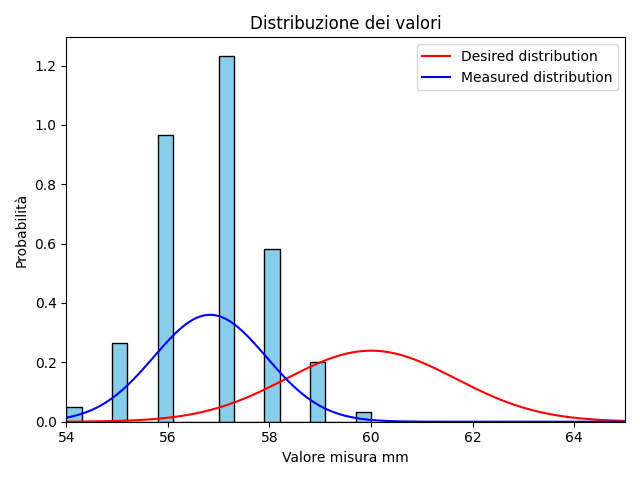 Distribuzione dei valori
Desired distribution
Measured distribution
Probabilità
1.2
1.0
0.8
0.6
0.4
0.2
0.0
54 56 58 60 62 64
Valore misura mm